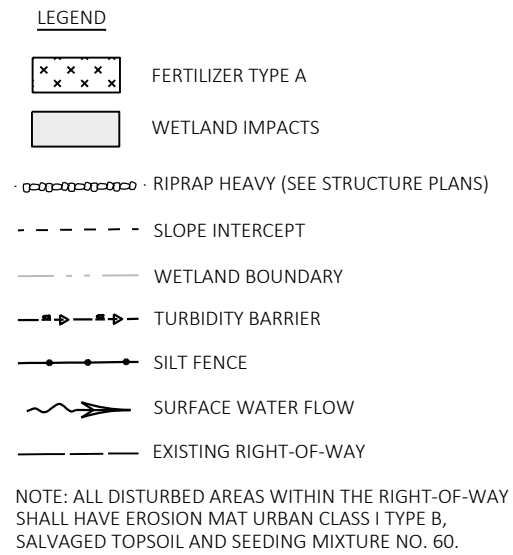 LEGEND
FERTILIZER TYPE A
WETLAND IMPACTS
RIPRAP HEAVY (SEE STRUCTURE PLANS)
SLOPE INTERCEPT
WETLAND BOUNDARY
TURBIDITY BARRIER
SILT FENCE
SURFACE WATER FLOW
EXISTING RIGHT-OF-WAY
NOTE: ALL DISTURBED AREAS WITHIN THE RIGHT-OF-WAY
SHALL HAVE EROSION MAT URBAN CLASS I TYPE B,
SALVAGED TOPSOIL AND SEEDING MIXTURE NO. 60.